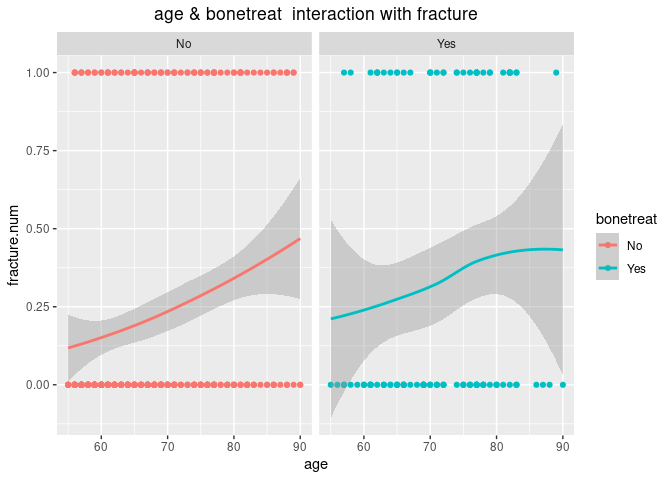 age & bonetreat  interaction with fracture
No
Yes
1.00
0.75
0.50
0.25
0.00
fracture.num
60
70
80
90
60
70
80
90
age
bonetreat
No
Yes